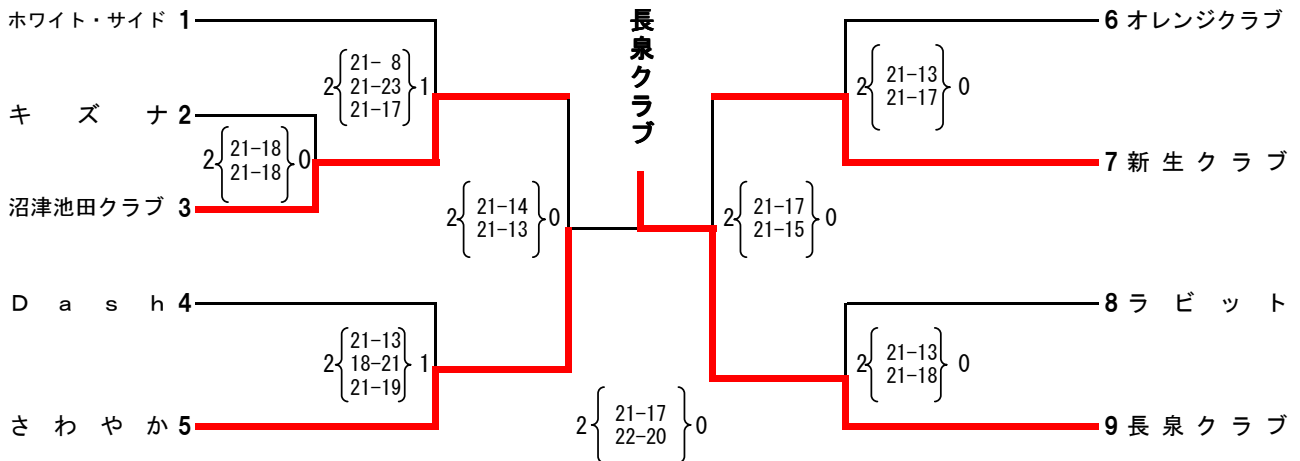 ホワイト・サイド 1
2 21- 8 1
21-23
21-17
キズナ 2
2 21-18 0
21-18
沼津池田クラブ 3
2 21-14 0
21-13
Dash 4
2 21-13 1
18-21
21-19
さわやか 5
長泉クラブ
2 21-17 0
22-20
6 オレンジクラブ
2 21-13 0
21-17
7 新生クラブ
2 21-17 0
21-15
8 ラビット
2 21-13 0
21-18
9 長泉クラブ